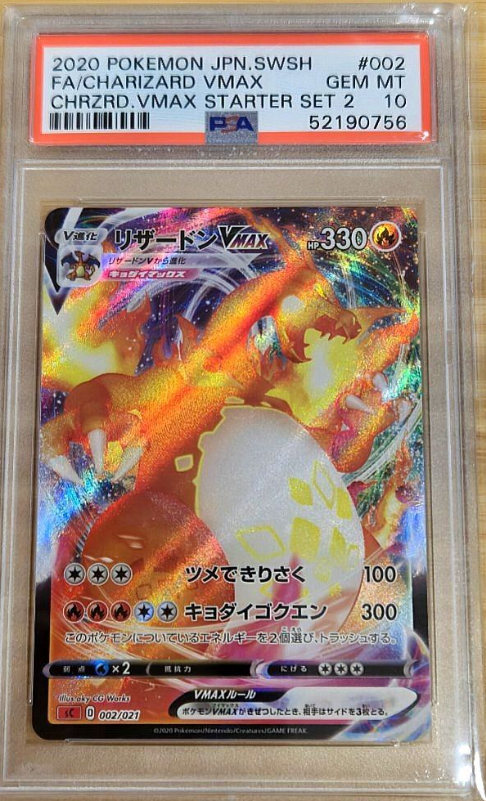 2020 POKEMON JPN.SWSH #002
FA/CHARIZARD VMAX GEM MT
CHRZRD.VMAX STARTER SET 2 10
PSA 52190756
V進化 リザードンVMAX HP330
リザードンVから進化
キョダイマックス
ツメできりさく 100
キョダイゴクエン 300
このポケモンについているエネルギーを2個選び、トラッシュする。
弱点 ×2 抵抗力 にげる
Illus. aky CG Works VMAXルール
sC D 002/021 ポケモンVMAXがきぜつしたとき、相手はサイドを3枚とる。
©2020 Pokémon/Nintendo/Creatures/GAME FREAK.